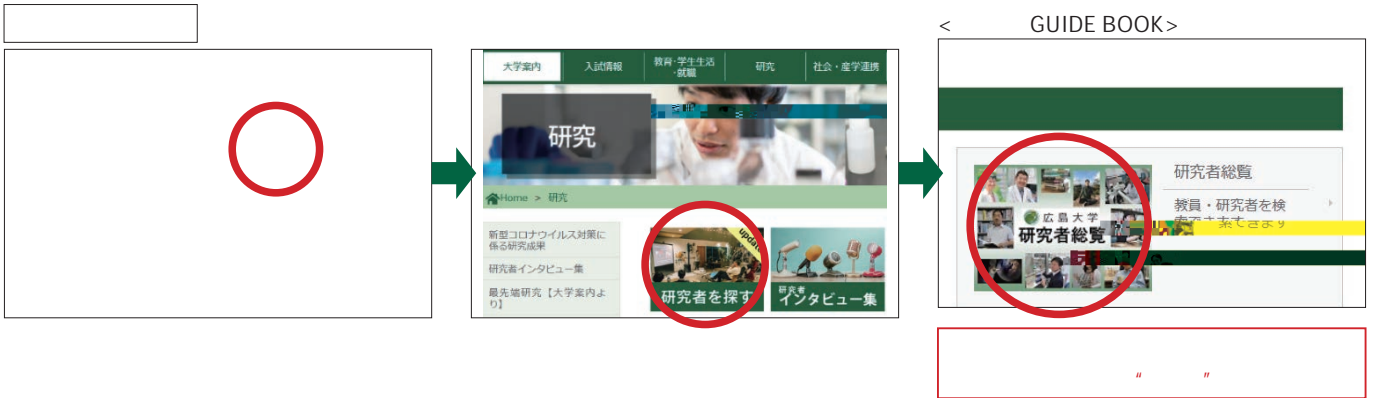 < GUIDE BOOK>
大学案内
入試情報
教育・学生生活
・就職
研究
社会・産学連携
研究
Home > 研究
新型コロナウイルス対策に
係る研究成果
研究者インタビュー集
最先端研究【大学案内よ
り】
update
研究者を探す
研究者
インタビュー集
広島大学
研究者総覧
研究者総覧
教員・研究者を検
“ ”